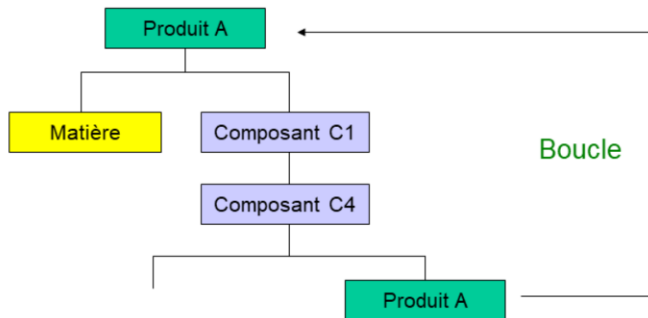 Produit A
Matière
Composant C1
Boucle
Composant C4
Produit A